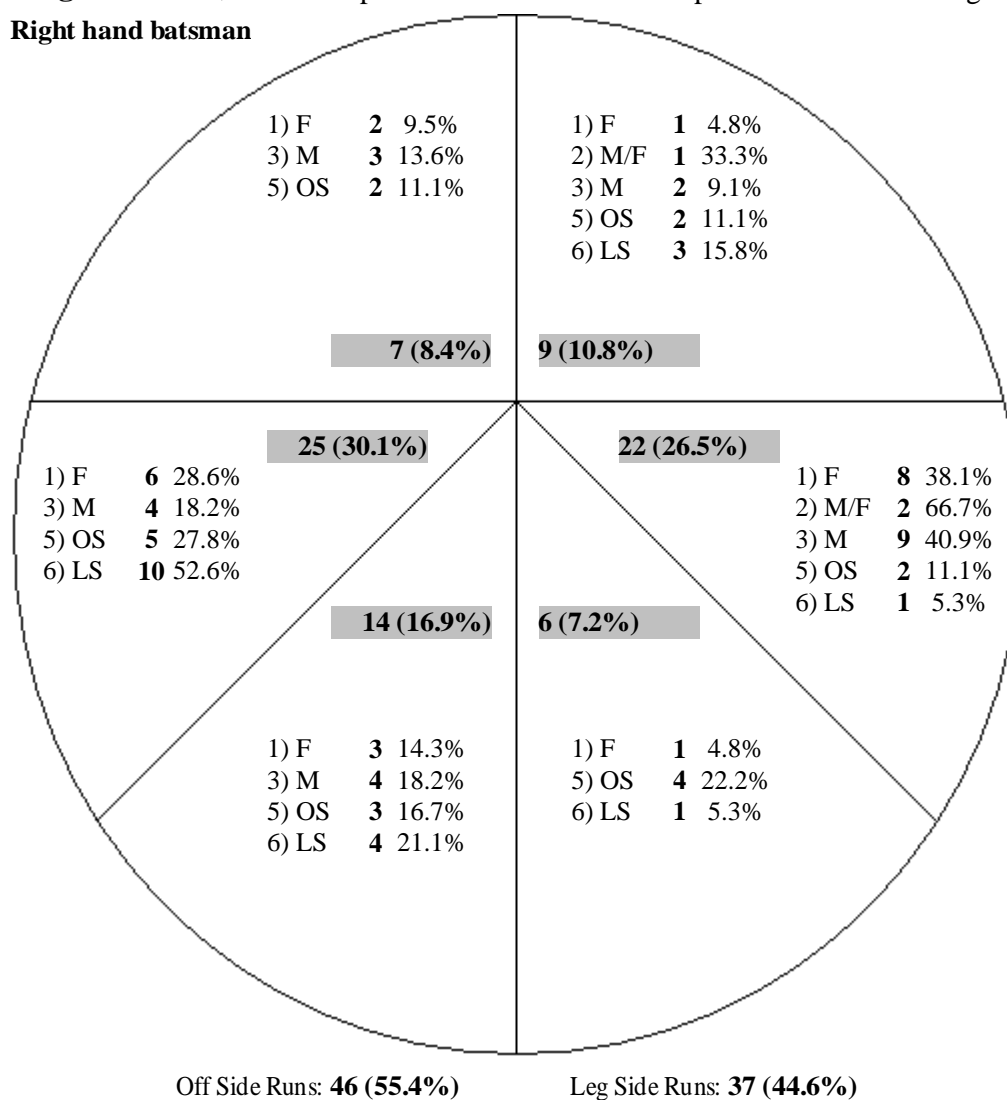 Right hand batsman
1) F 2 9.5%
3) M 3 13.6%
5) OS 2 11.1%
1) F 1 4.8%
2) M/F 1 33.3%
3) M 2 9.1%
5) OS 2 11.1%
6) LS 3 15.8%
7 (8.4%)
9 (10.8%)
25 (30.1%)
1) F 6 28.6%
3) M 4 18.2%
5) OS 5 27.8%
6) LS 10 52.6%
22 (26.5%)
1) F 8 38.1%
2) M/F 2 66.7%
3) M 9 40.9%
5) OS 2 11.1%
6) LS 1 5.3%
14 (16.9%)
6 (7.2%)
1) F 3 14.3%
3) M 4 18.2%
5) OS 3 16.7%
6) LS 4 21.1%
1) F 1 4.8%
5) OS 4 22.2%
6) LS 1 5.3%
Off Side Runs: 46 (55.4%)
Leg Side Runs: 37 (44.6%)